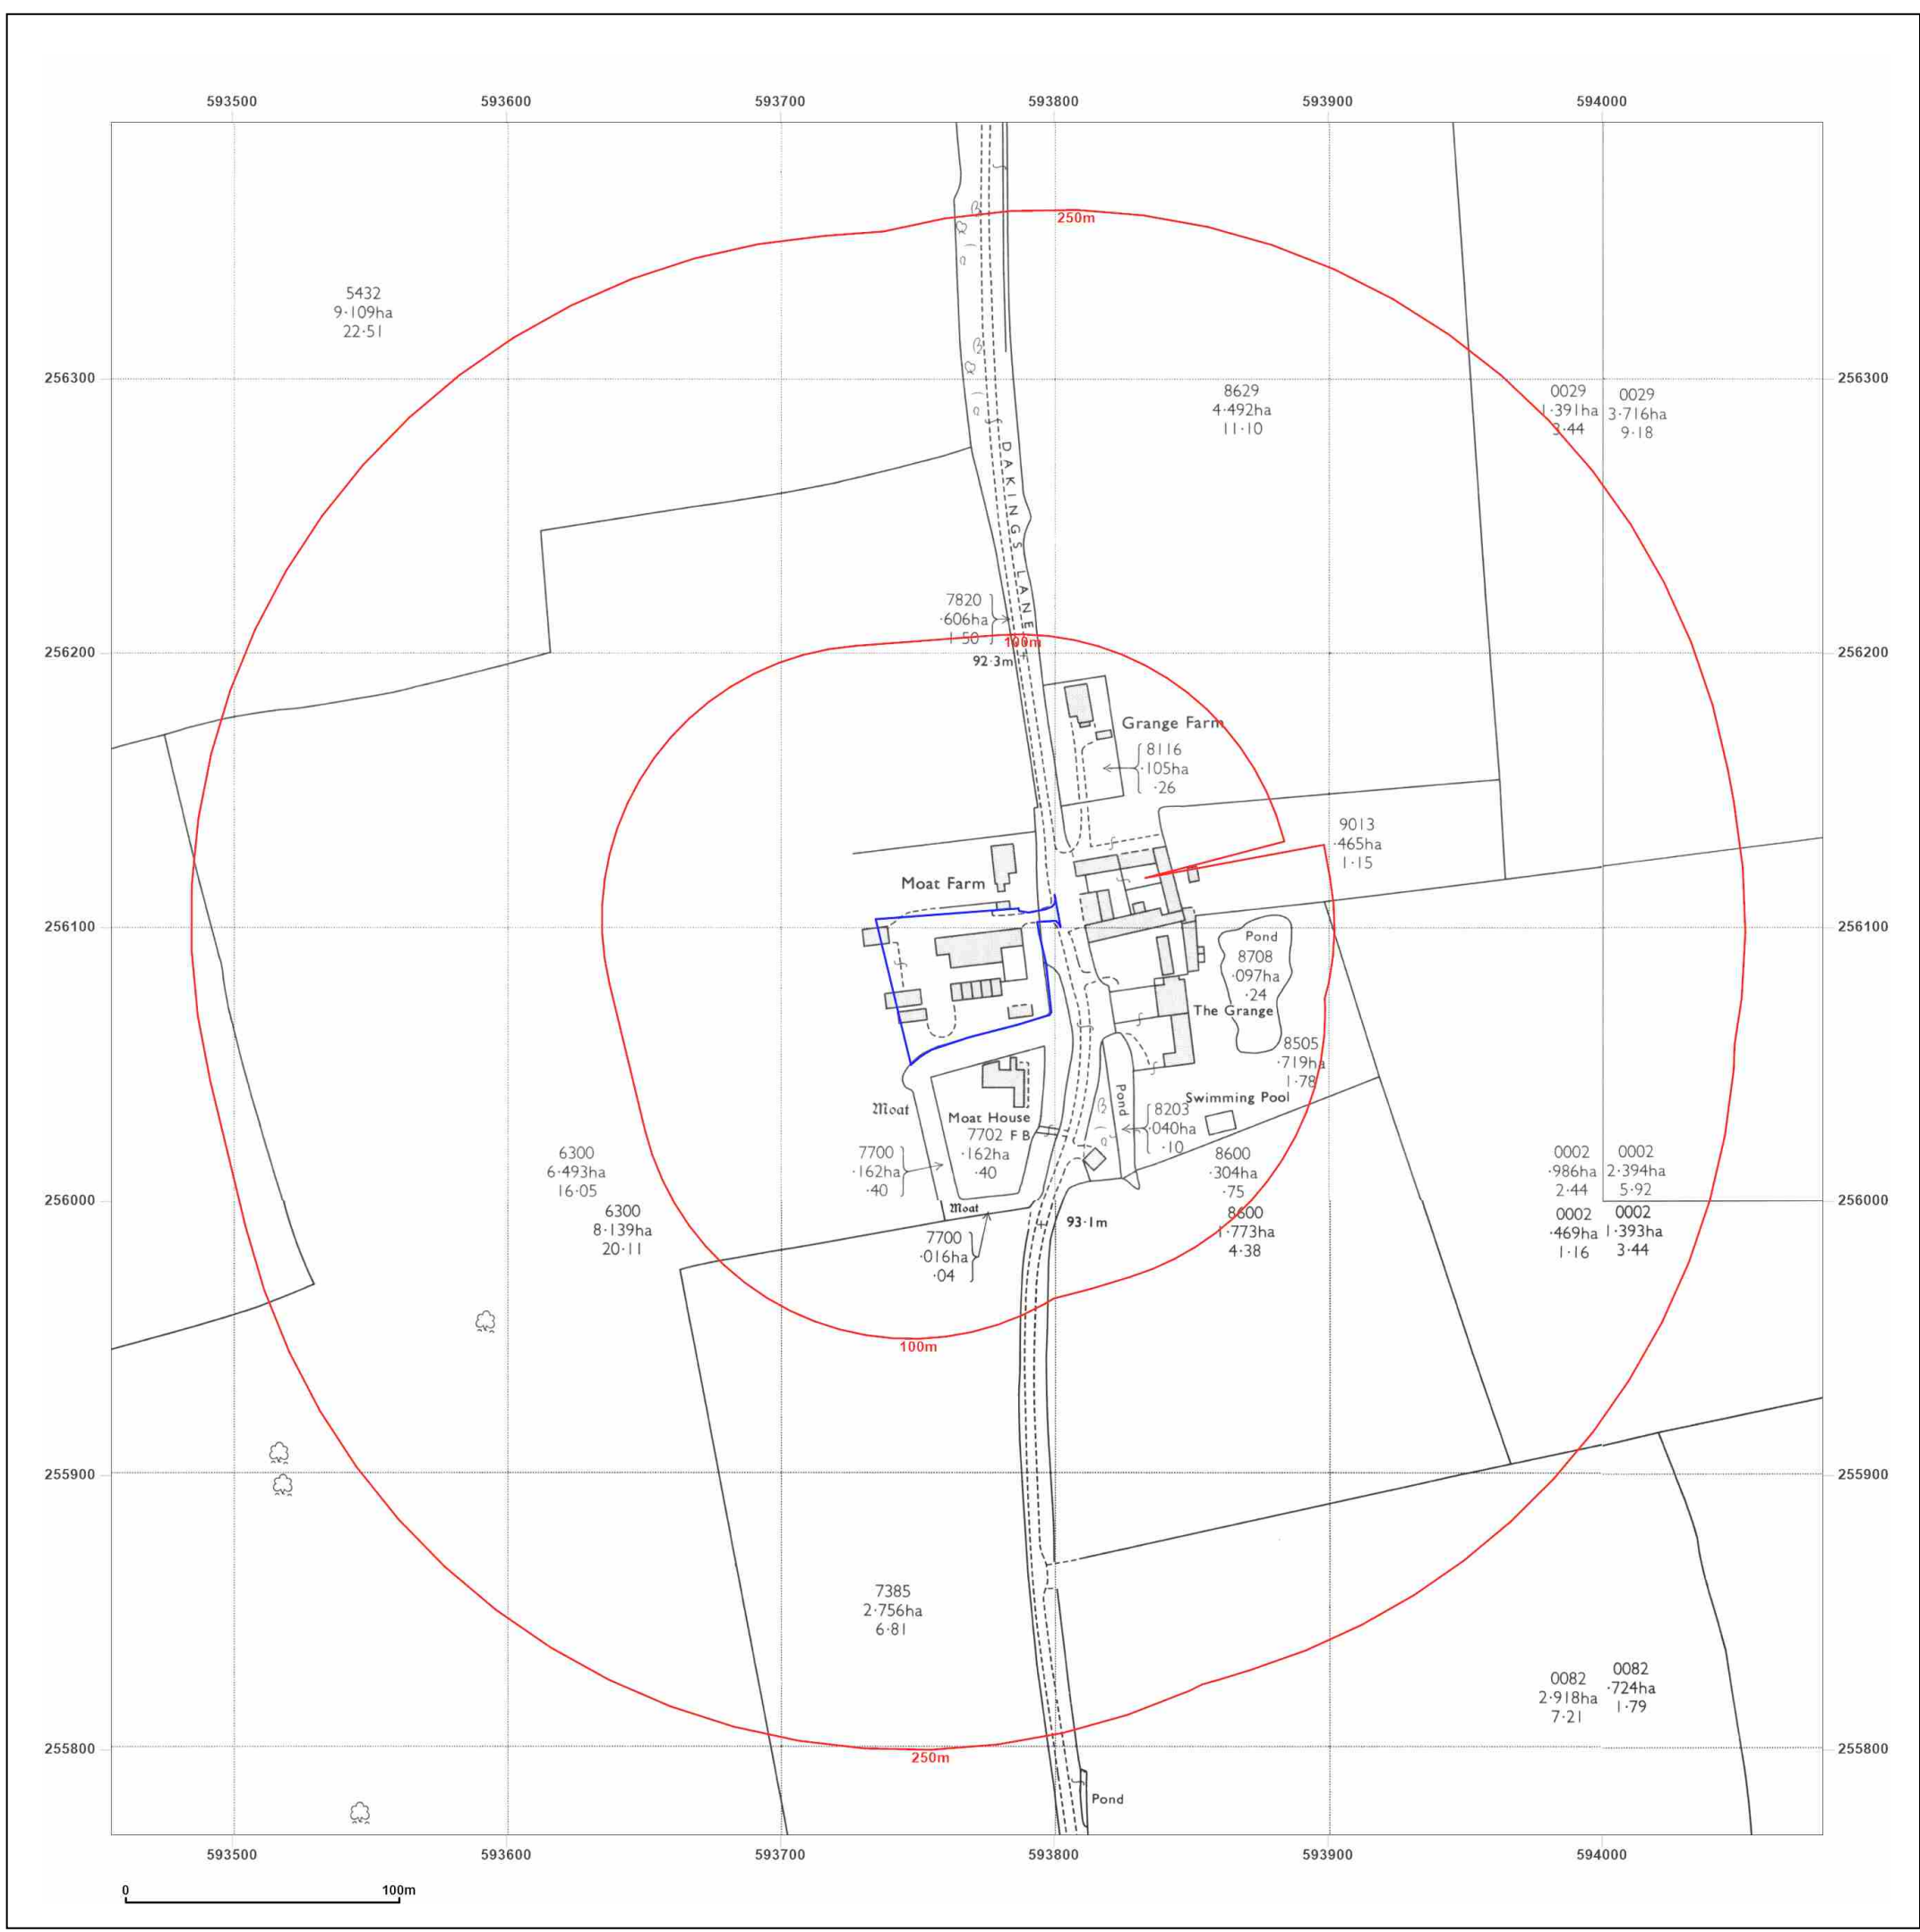 593500 593600 593700 593800 593900 594000
250m
5432
9·109ha
22·51
256300 256300
8629
4·492ha
11·10
0029
1·391ha
3·44
0029
3·716ha
9·18
DAKINGS LANE
7820
·606ha
1·50
100m
256200 256200
92·3m
Grange Farm
8116
·105ha
·26
9013
·465ha
1·15
Moat Farm
256100 256100
Pond
8708
·097ha
·24
The Grange
8505
·719ha
1·78
Moat
Moat House
7702 FB
·162ha
·40
Pond
Swimming Pool
8203
·040ha
·10
7700
·162ha
·40
6300
6·493ha
16·05
8600
·304ha
·75
0002
·986ha
2·44
0002
2·394ha
5·92
256000 256000
Moat
6300
8·139ha
20·11
93·1m
8600
1·773ha
4·38
0002
·469ha
1·16
0002
1·393ha
3·44
7700
·016ha
·04
100m
255900 255900
7385
2·756ha
6·81
0082
2·918ha
7·21
0082
·724ha
1·79
255800 255800
250m
Pond
593500 593600 593700 593800 593900 594000
0 100m